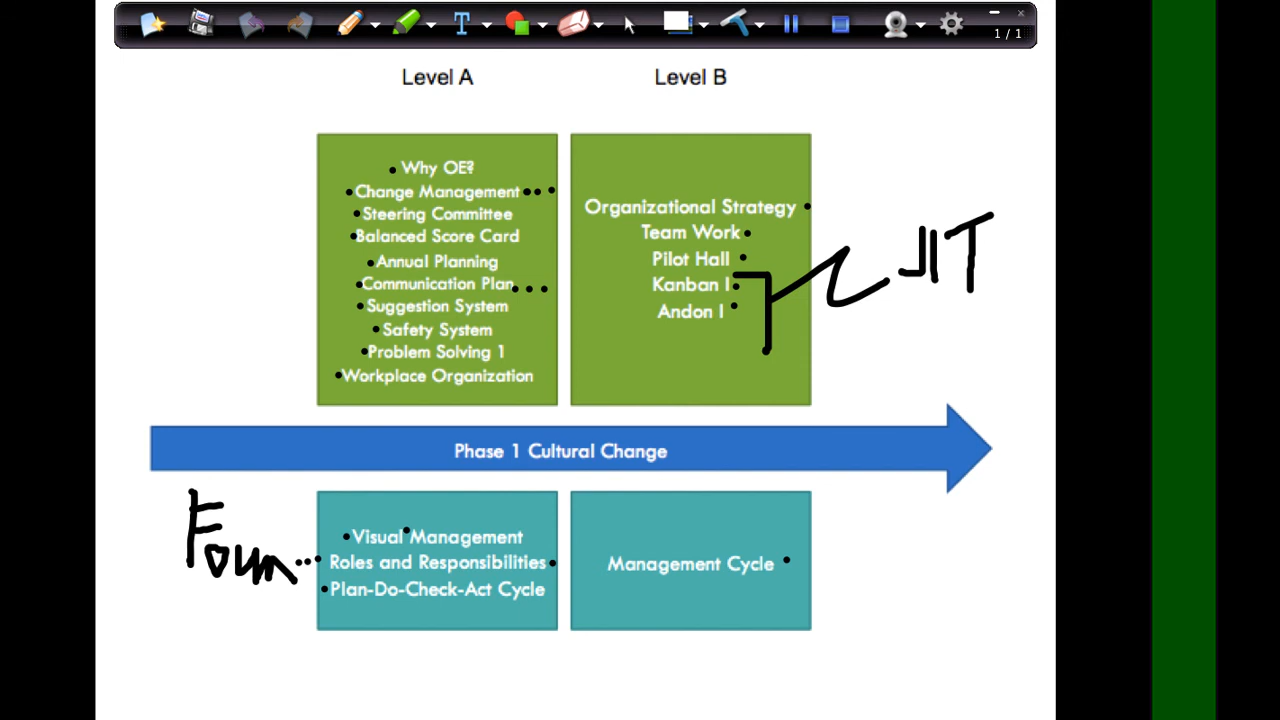 1 / 1
Level A
Level B
Why OE?
Change Management
Steering Committee
Balanced Score Card
Annual Planning
Communication Plan
Suggestion System
Safety System
Problem Solving 1
Workplace Organization
Organizational Strategy
Team Work
Pilot Hall
Kanban I
Andon I
JIT
Phase 1 Cultural Change
Visual Management
Roles and Responsibilities
Plan-Do-Check-Act Cycle
Management Cycle